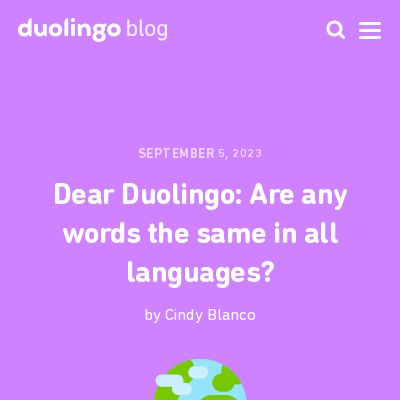 duolingo blog
SEPTEMBER 5, 2023
Dear Duolingo: Are any
words the same in all
languages?
by Cindy Blanco